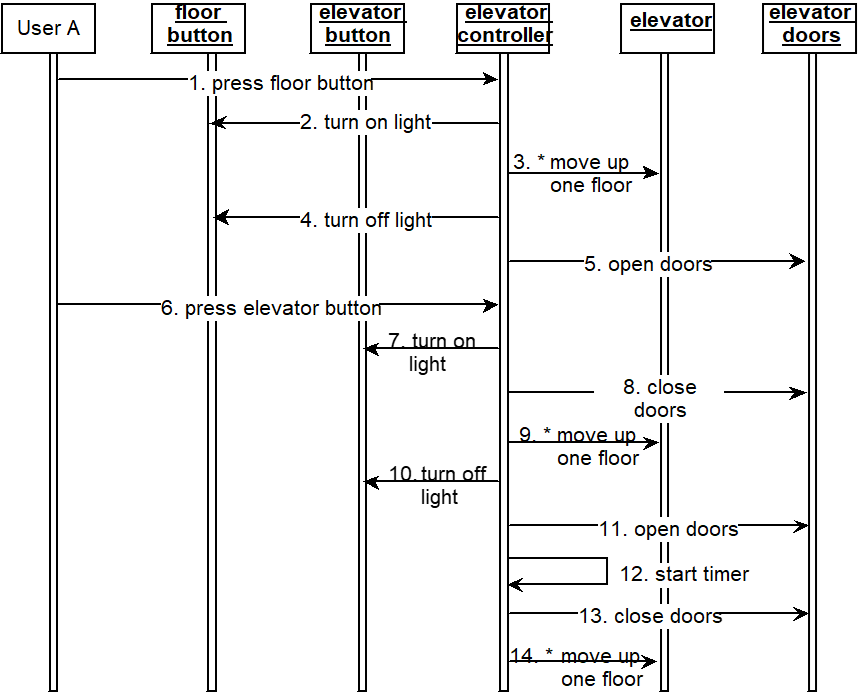 User A
floor
button
elevator
button
elevator
controller
elevator
elevator
doors
1. press floor button
2. turn on light
3. * move up
one floor
4. turn off light
5. open doors
6. press elevator button
7. turn on
light
8. close
doors
9. * move up
one floor
10. turn off
light
11. open doors
12. start timer
13. close doors
14. * move up
one floor